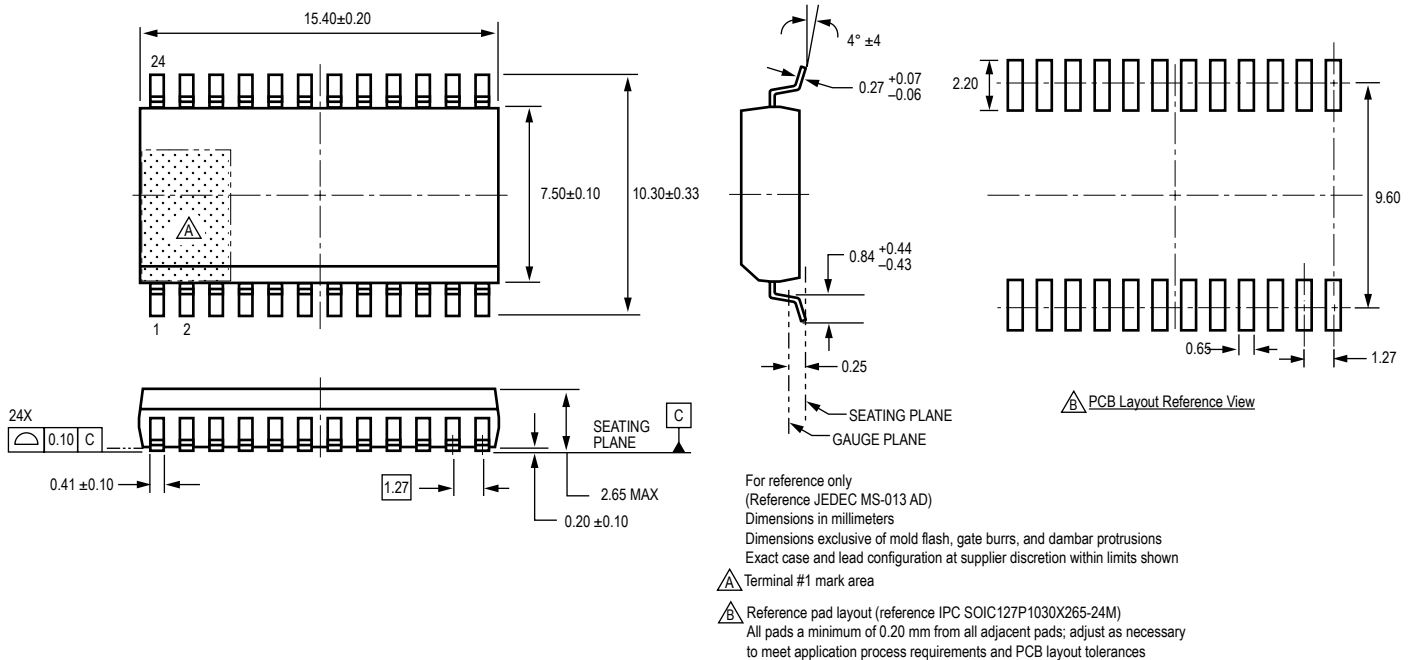 15.40±0.20
24
7.50±0.10
10.30±0.33
A
1 2
4° ±4
0.27 +0.07 –0.06
0.84 +0.44 –0.43
0.25
SEATING PLANE
GAUGE PLANE
2.20
9.60
0.65
1.27
B PCB Layout Reference View
24X
0.10 C
SEATING
PLANE
C
0.41 ±0.10
1.27
2.65 MAX
0.20 ±0.10
For reference only
(Reference JEDEC MS-013 AD)
Dimensions in millimeters
Dimensions exclusive of mold flash, gate burrs, and dambar protrusions
Exact case and lead configuration at supplier discretion within limits shown
A Terminal #1 mark area
B Reference pad layout (reference IPC SOIC127P1030X265-24M)
All pads a minimum of 0.20 mm from all adjacent pads; adjust as necessary
to meet application process requirements and PCB layout tolerances